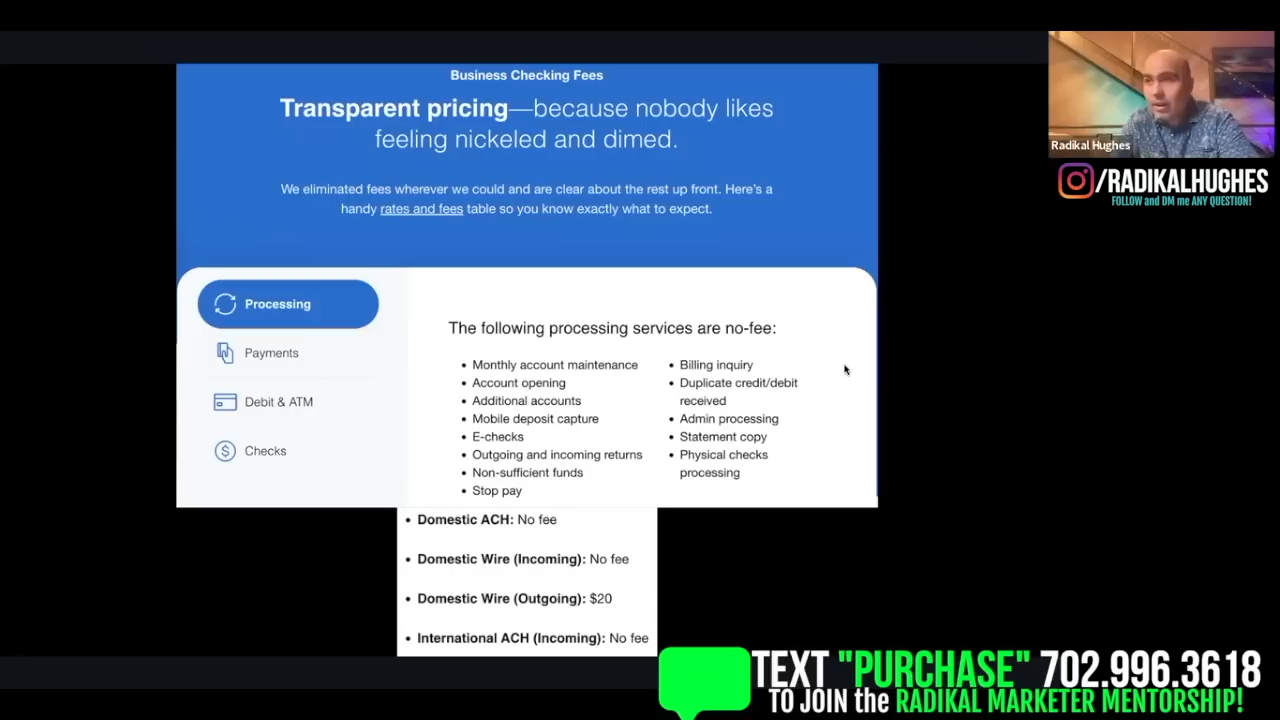 Business Checking Fees
Transparent pricing—because nobody likes
feeling nickeled and dimed.
We eliminated fees wherever we could and are clear about the rest up front. Here's a
handy rates and fees table so you know exactly what to expect.
Processing
Payments
Debit & ATM
Checks
The following processing services are no-fee:
• Monthly account maintenance
• Account opening
• Additional accounts
• Mobile deposit capture
• E-checks
• Outgoing and incoming returns
• Non-sufficient funds
• Stop pay
• Billing inquiry
• Duplicate credit/debit
received
• Admin processing
• Statement copy
• Physical checks
processing
• Domestic ACH: No fee
• Domestic Wire (Incoming): No fee
• Domestic Wire (Outgoing): $20
• International ACH (Incoming): No fee
Radikal Hughes
/RADIKALHUGHES
FOLLOW and DM me ANY QUESTION!
TEXT "PURCHASE" 702.996.3618
TO JOIN the RADIKAL MARKETER MENTORSHIP!